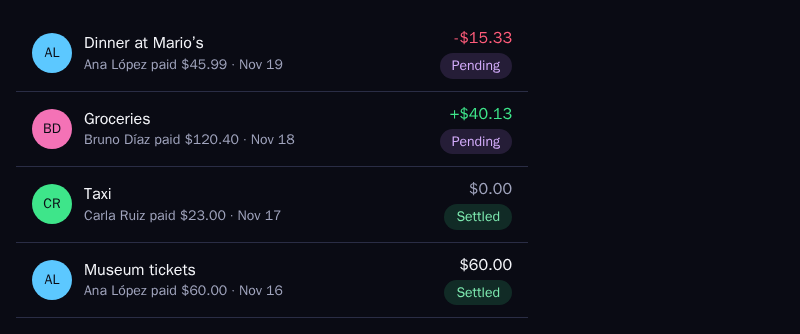 AL
Dinner at Mario’s
Ana López paid $45.99 · Nov 19
-$15.33
Pending
BD
Groceries
Bruno Díaz paid $120.40 · Nov 18
+$40.13
Pending
CR
Taxi
Carla Ruiz paid $23.00 · Nov 17
$0.00
Settled
AL
Museum tickets
Ana López paid $60.00 · Nov 16
$60.00
Settled